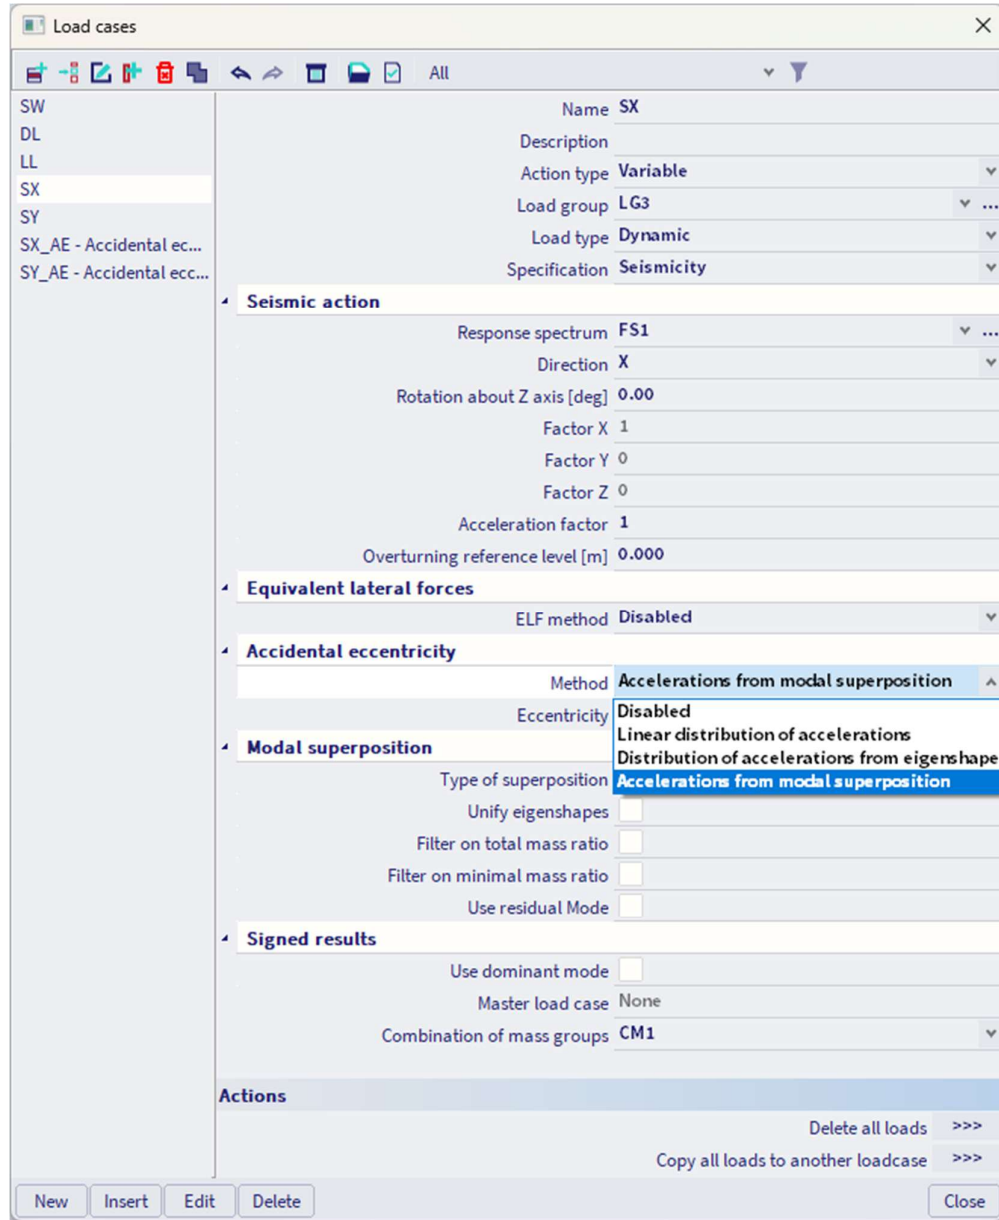 Load cases
All
SW
DL
LL
SX
SY
SX_AE - Accidental ec...
SY_AE - Accidental ecc...
Name SX
Description
Action type Variable
Load group LG3 ...
Load type Dynamic
Specification Seismicity
Seismic action
Response spectrum FS1 ...
Direction X
Rotation about Z axis [deg] 0.00
Factor X 1
Factor Y 0
Factor Z 0
Acceleration factor 1
Overturning reference level [m] 0.000
Equivalent lateral forces
ELF method Disabled
Accidental eccentricity
Method Accelerations from modal superposition
Eccentricity
Disabled
Linear distribution of accelerations
Distribution of accelerations from eigenshape
Accelerations from modal superposition
Modal superposition
Type of superposition
Unify eigenshapes
Filter on total mass ratio
Filter on minimal mass ratio
Use residual Mode
Signed results
Use dominant mode
Master load case None
Combination of mass groups CM1
Actions
Delete all loads >>>
Copy all loads to another loadcase >>>
New Insert Edit Delete Close